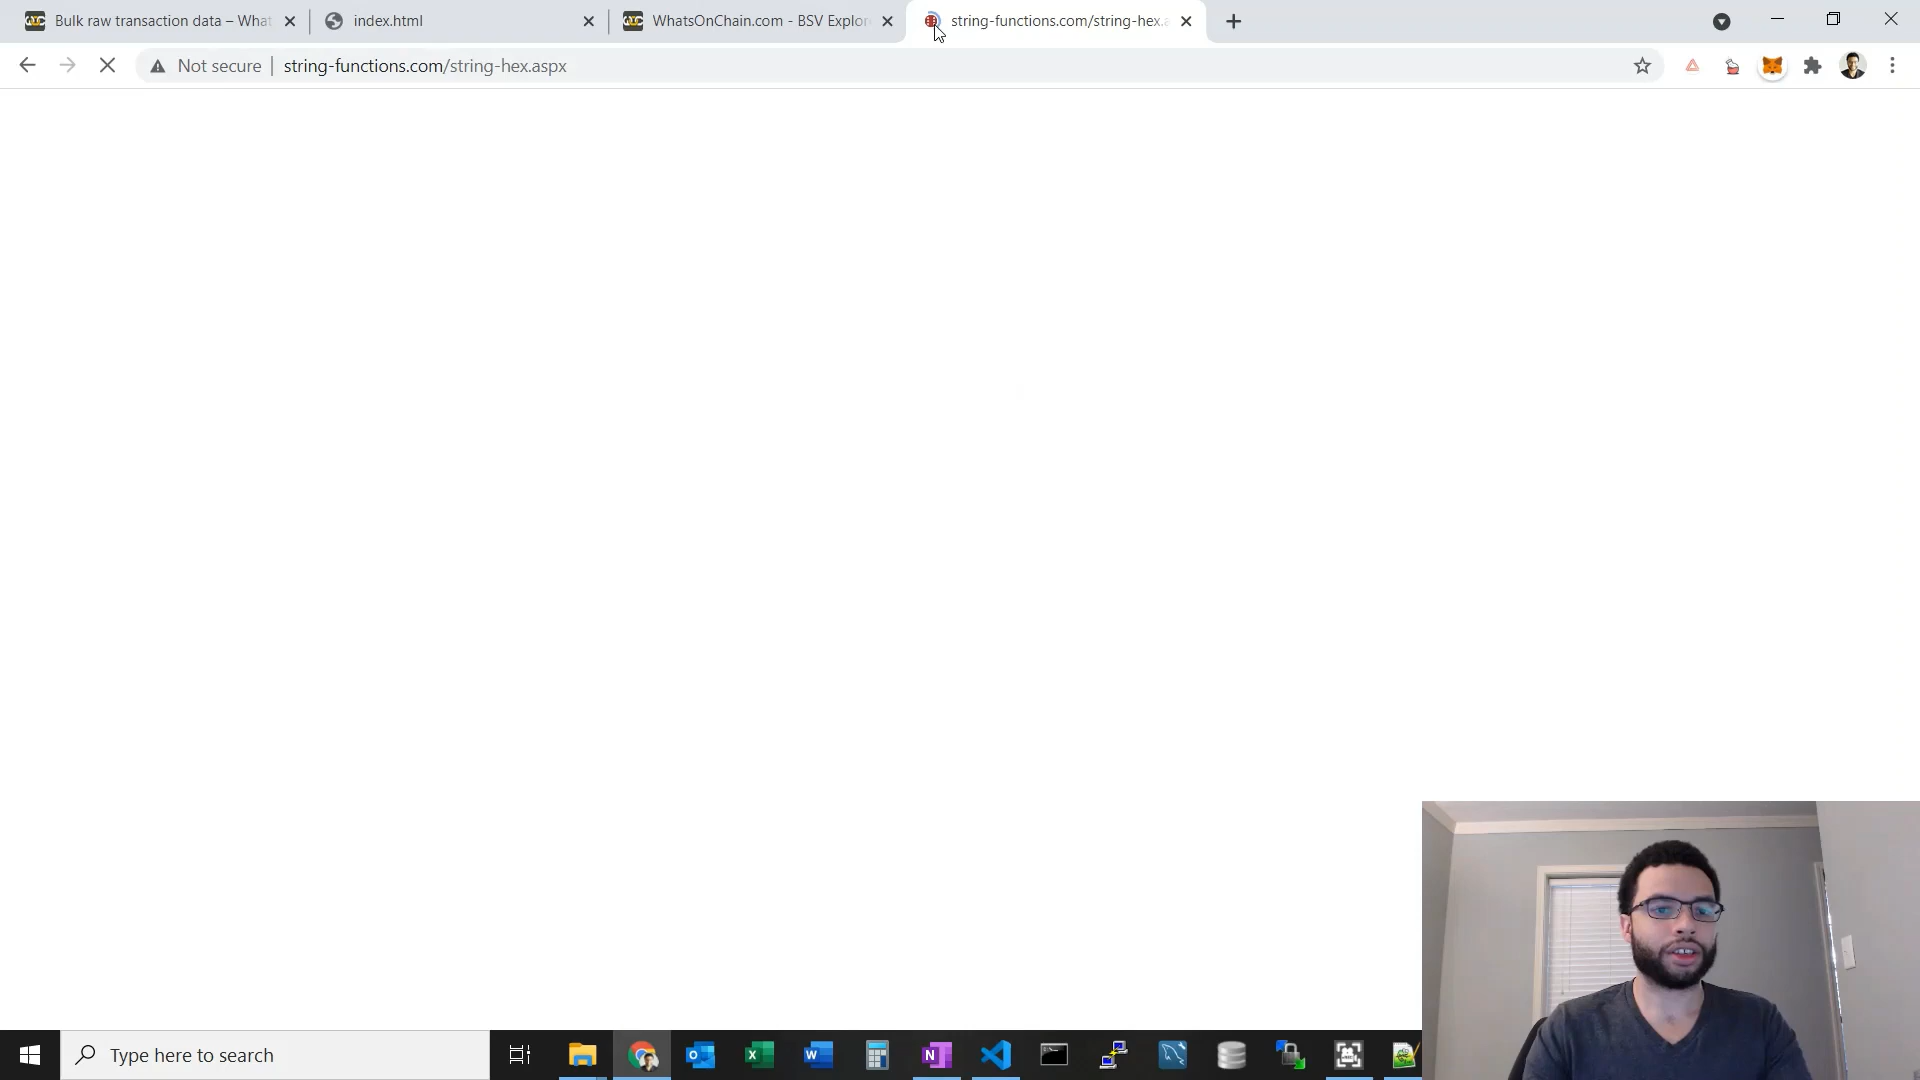 Bulk raw transaction data – What
index.html
WhatsOnChain.com - BSV Explor
string-functions.com/string-hex.a
Not secure
string-functions.com/string-hex.aspx
Type here to search